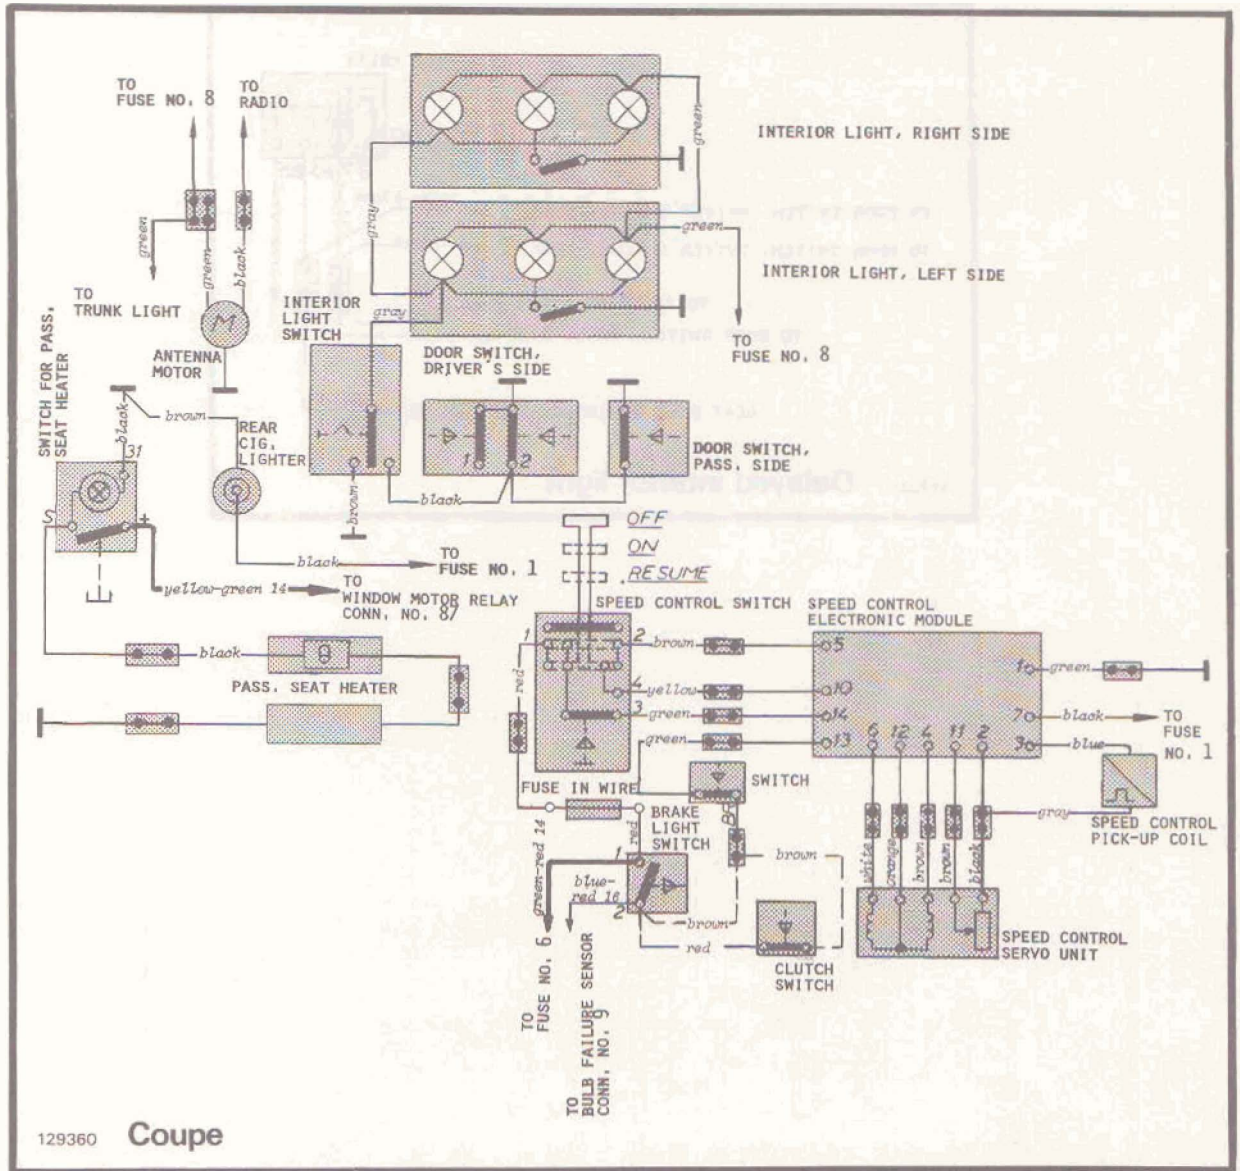 TO
FUSE NO. 8
TO
RADIO
green
green
black
TO
TRUNK LIGHT
M
ANTENNA
MOTOR
gray
green
INTERIOR LIGHT, RIGHT SIDE
green
INTERIOR LIGHT, LEFT SIDE
TO
FUSE NO. 8
INTERIOR
LIGHT
SWITCH
gray
DOOR SWITCH,
DRIVER'S SIDE
1
2
DOOR SWITCH,
PASS. SIDE
black
brown
SWITCH FOR PASS,
SEAT HEATER
black
31
S
+
brown
REAR
CIG,
LIGHTER
black
TO
FUSE NO. 1
yellow-green 14
TO
WINDOW MOTOR RELAY
CONN. NO. 87
black
PASS. SEAT HEATER
OFF
ON
RESUME
SPEED CONTROL SWITCH
SPEED CONTROL
ELECTRONIC MODULE
1
2
brown
5
4
yellow
10
3
green
14
green
13
6
12
4
11
2
1
green
7
black
TO
FUSE
NO. 1
3
blue
red
FUSE IN WIRE
SWITCH
BRAKE
LIGHT
SWITCH
red
1
2
green-red 14
blue-
red 16
brown
brown
red
CLUTCH
SWITCH
white
orange
brown
brown
black
gray
SPEED CONTROL
PICK-UP COIL
SPEED CONTROL
SERVO UNIT
TO
FUSE NO. 6
TO
BULB FAILURE SENSOR
CONN. NO. 9
129360
Coupe